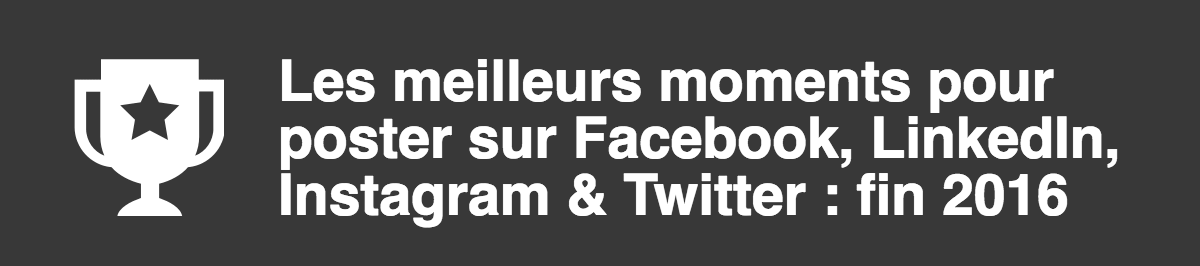 Les meilleurs moments pour
poster sur Facebook, LinkedIn,
Instagram & Twitter : fin 2016